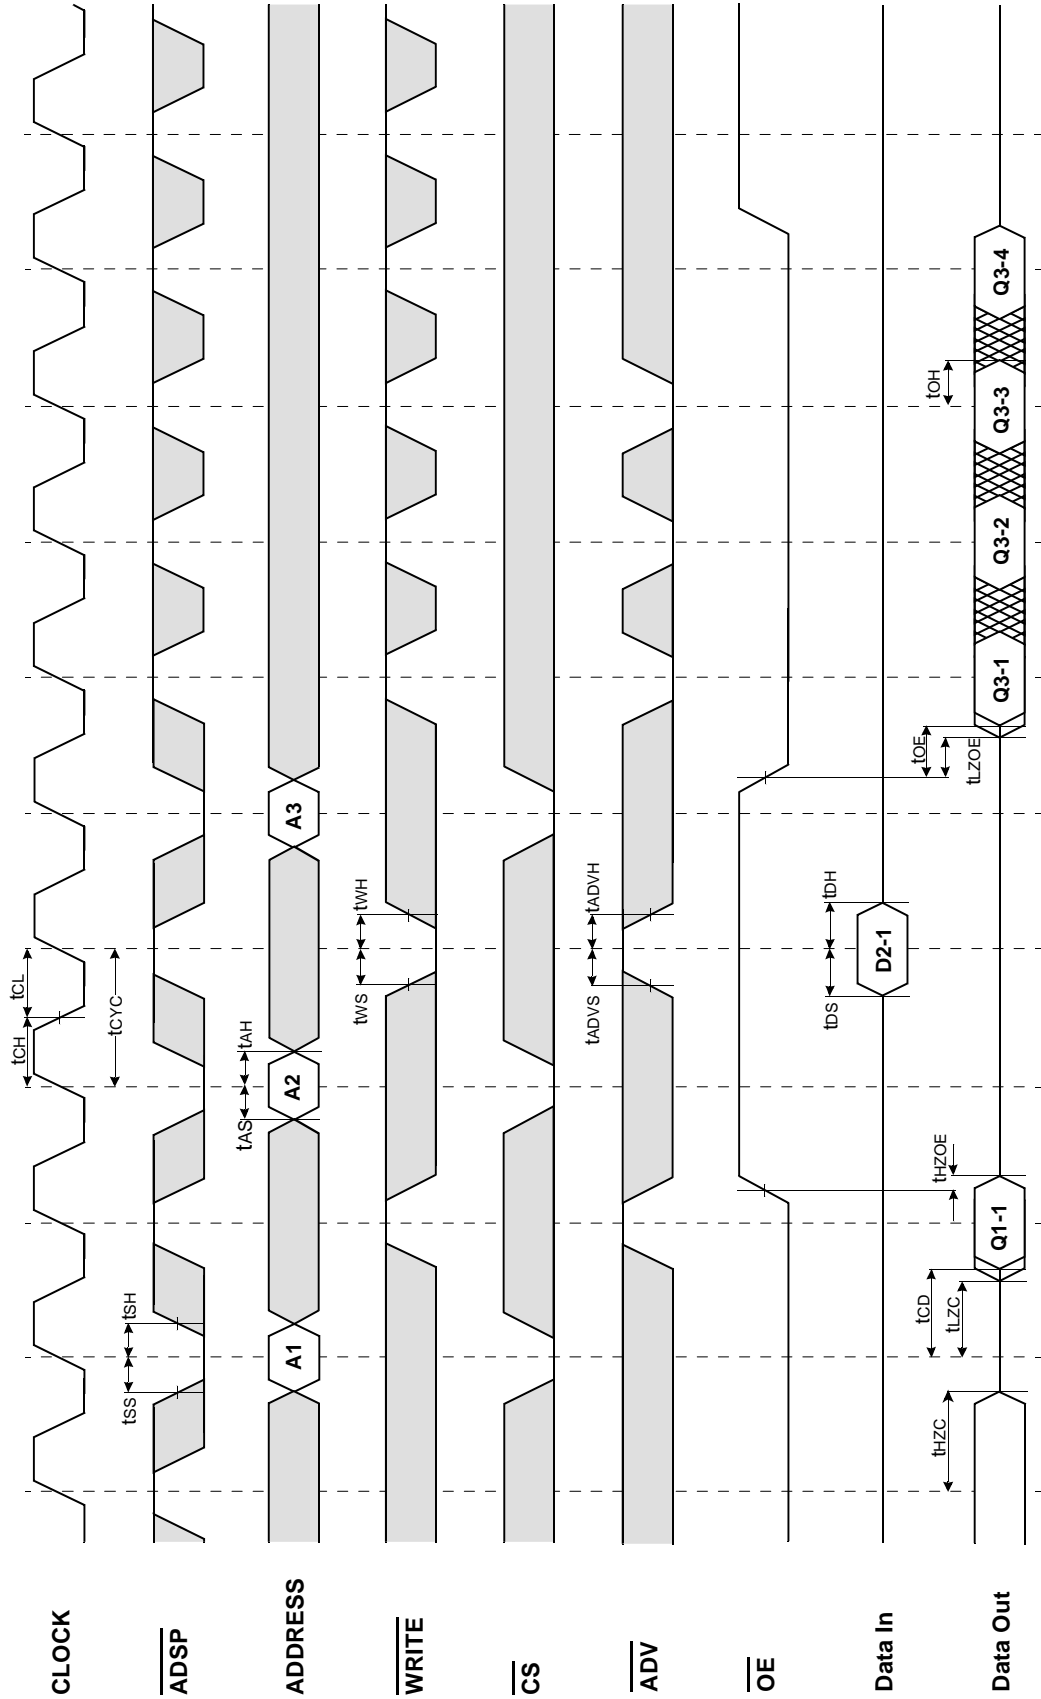 CLOCK
tCH
tCL
tCYC
ADSP
tSS
tSH
ADDRESS
A1
tAS
tAH
A2
A3
WRITE
tWS
tWH
CS
ADV
tADVS
tADVH
OE
Data In
tDS
tDH
D2-1
Data Out
tHZC
tCD
tLZC
tHZOE
Q1-1
tOE
tLZOE
Q3-1
Q3-2
Q3-3
tOH
Q3-4